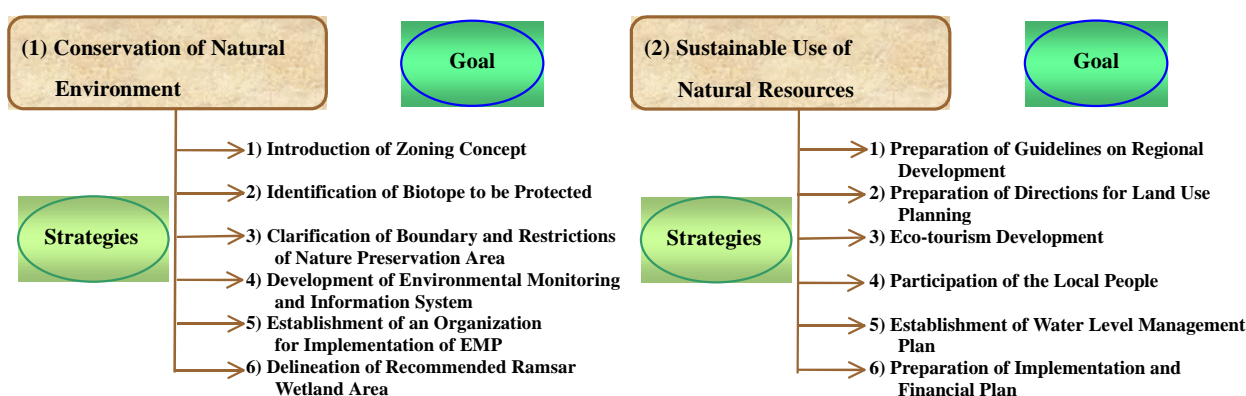 (1) Conservation of Natural
Environment
Goal
Strategies
1) Introduction of Zoning Concept
2) Identification of Biotope to be Protected
3) Clarification of Boundary and Restrictions
of Nature Preservation Area
4) Development of Environmental Monitoring
and Information System
5) Establishment of an Organization
for Implementation of EMP
6) Delineation of Recommended Ramsar
Wetland Area
(2) Sustainable Use of
Natural Resources
Goal
Strategies
1) Preparation of Guidelines on Regional
Development
2) Preparation of Directions for Land Use
Planning
3) Eco-tourism Development
4) Participation of the Local People
5) Establishment of Water Level Management
Plan
6) Preparation of Implementation and
Financial Plan